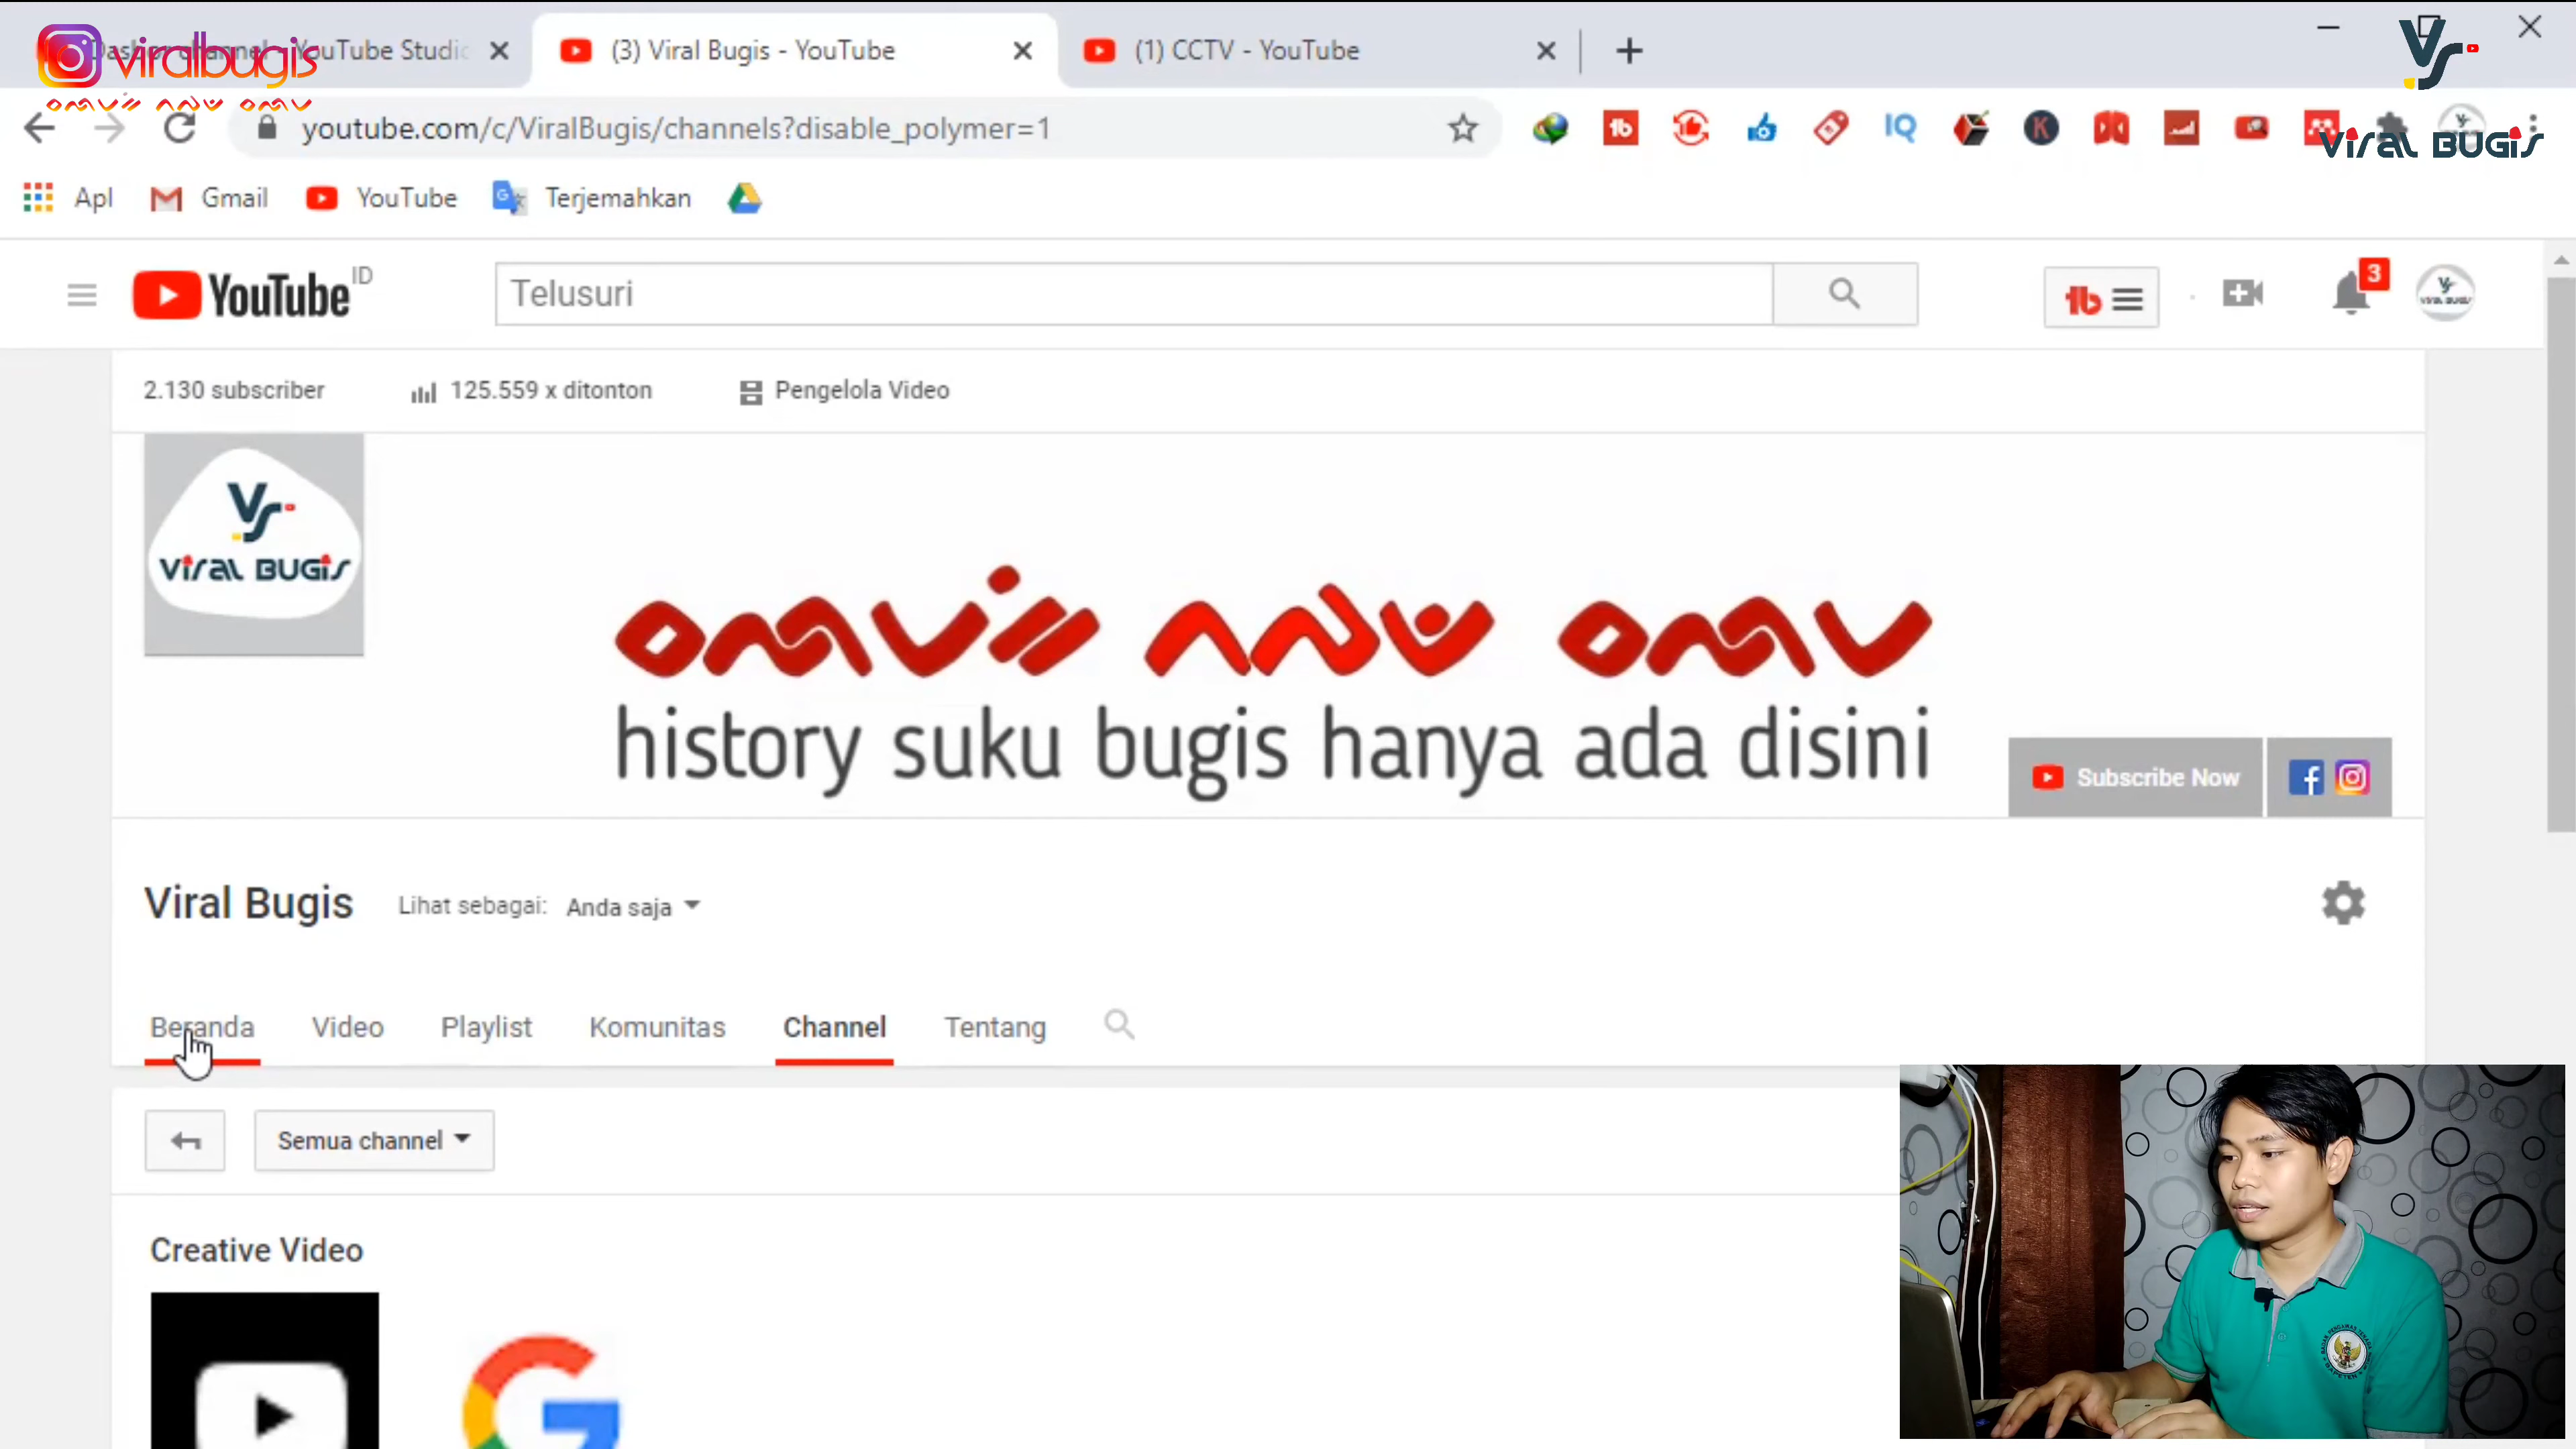 Dasbor channel - YouTube Studio
(3) Viral Bugis - YouTube
(1) CCTV - YouTube
viralbugis
youtube.com/c/ViralBugis/channels?disable_polymer=1
IQ
K
VIRAL BUGIS
Apl
Gmail
YouTube
Terjemahkan
YouTube ID
Telusuri
3
2.130 subscriber
125.559 x ditonton
Pengelola Video
VIRAL BUGIS
history suku bugis hanya ada disini
Subscribe Now
Viral Bugis
Lihat sebagai: Anda saja
Beranda
Video
Playlist
Komunitas
Channel
Tentang
Semua channel
Creative Video